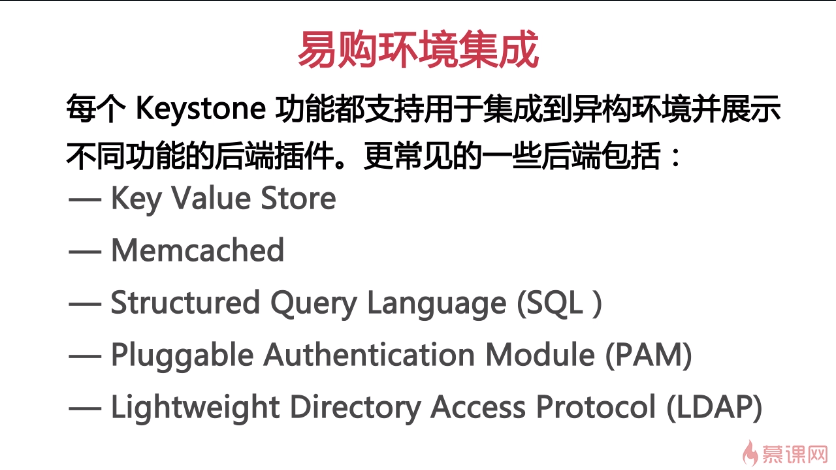 易购环境集成
每个 Keystone 功能都支持用于集成到异构环境并展示
不同功能的后端插件。更常见的一些后端包括：
— Key Value Store
— Memcached
— Structured Query Language (SQL )
— Pluggable Authentication Module (PAM)
— Lightweight Directory Access Protocol (LDAP)
慕课网